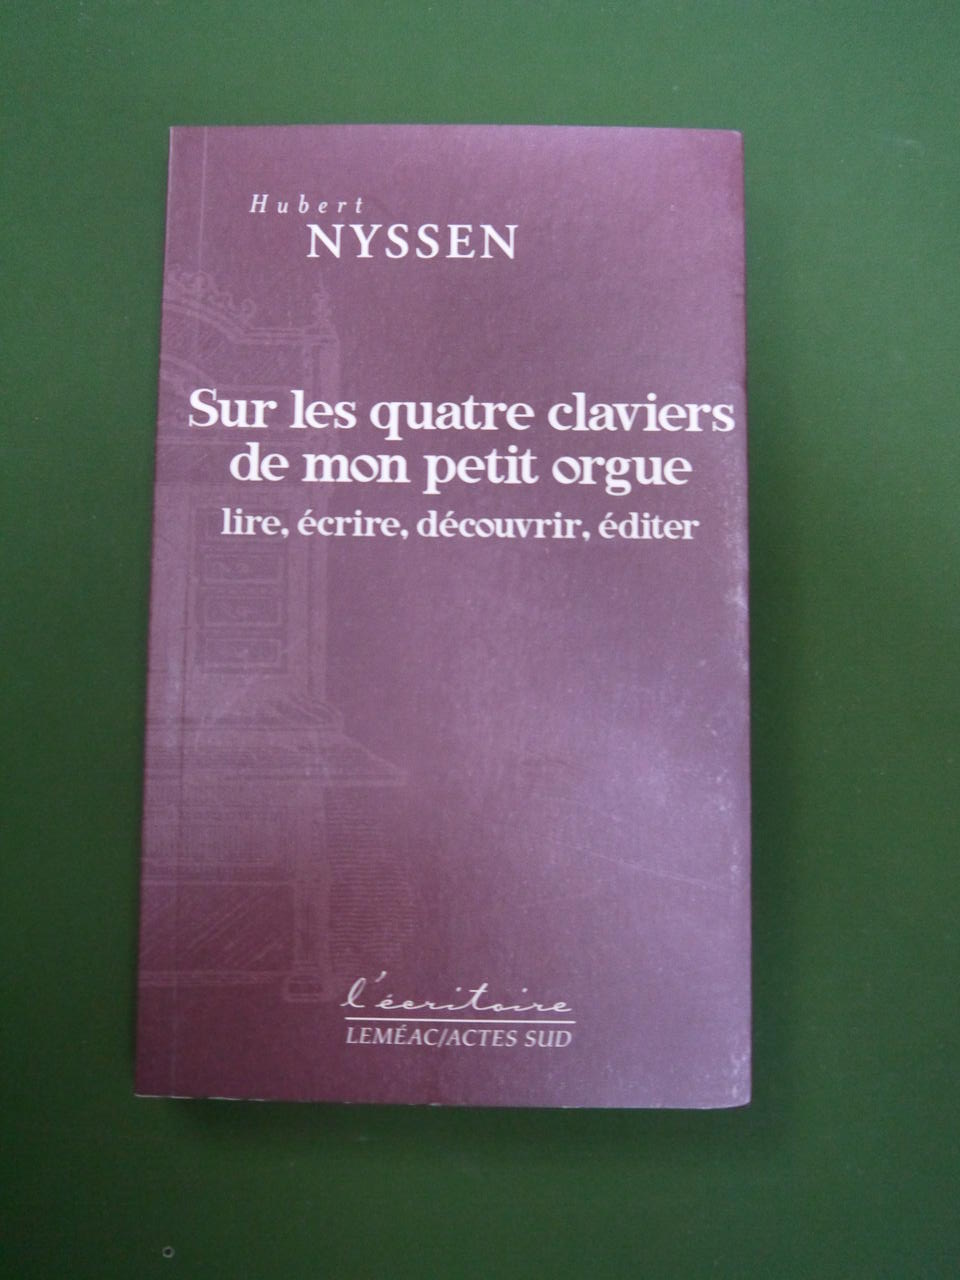 Hubert
NYSSEN
Sur les quatre claviers
de mon petit orgue
lire, écrire, découvrir, éditer
l'écritoire
LEMÉAC/ACTES SUD